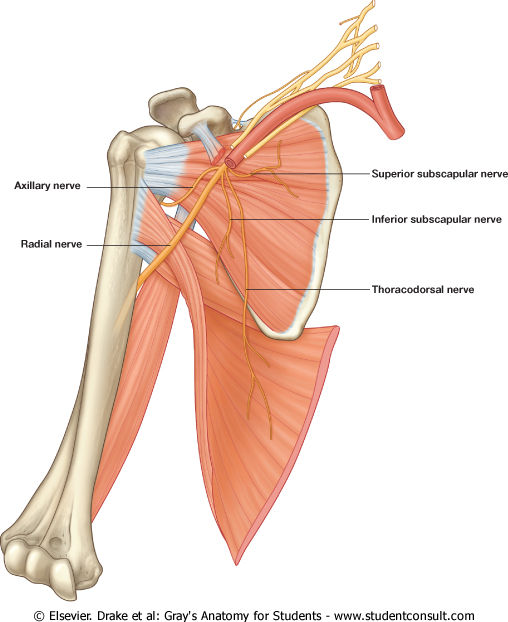 Superior subscapular nerve
Axillary nerve
Inferior subscapular nerve
Radial nerve
Thoracodorsal nerve
© Elsevier. Drake et al: Gray's Anatomy for Students - www.studentconsult.com